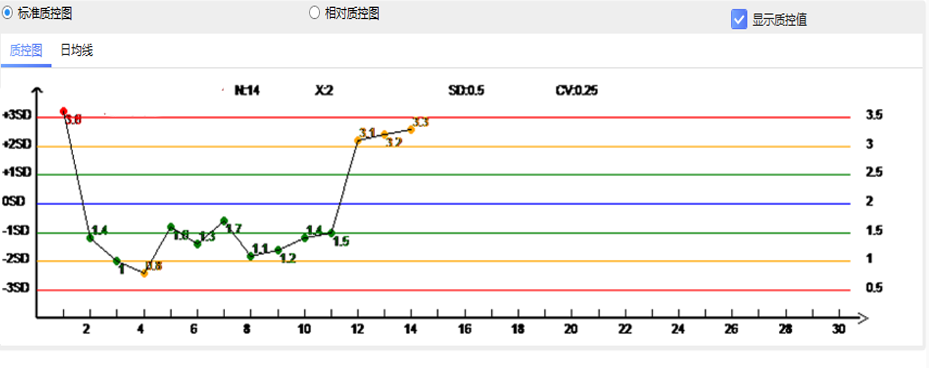 标准质控图 相对质控图 显示质控值
质控图 日均线
N:14 X:2 SD:0.5 CV:0.25
+3SD 3.6 3.3 3.5
+2SD 3.1 3.2 3
+1SD 2.5
0SD 2
-1SD 1.4 1.6 1.3 1.7 1.4 1.5 1.5
-2SD 1 0.8 1.1 1.2 1
-3SD 0.5
2 4 6 8 10 12 14 16 18 20 22 24 26 28 30